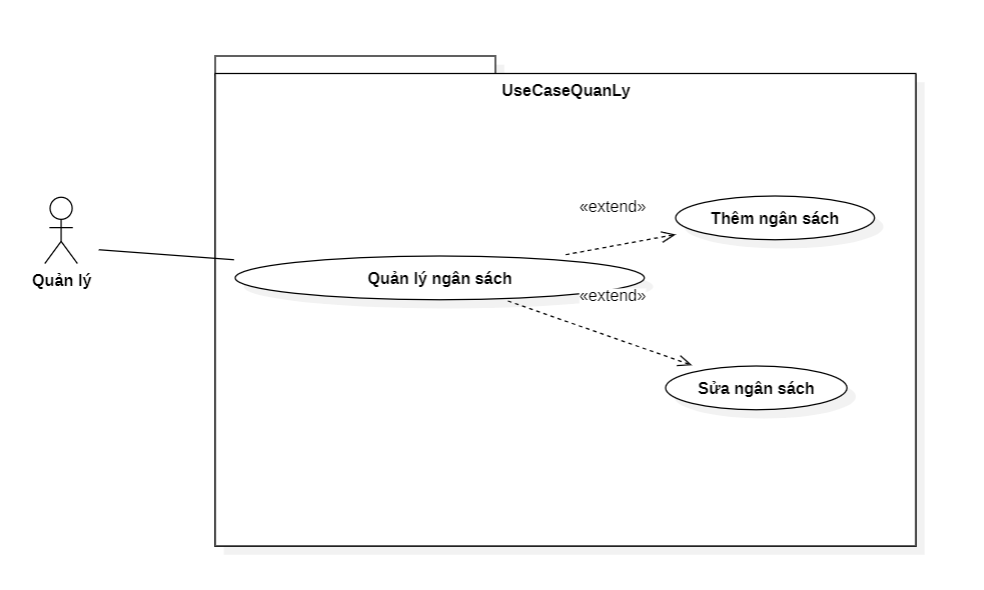 UseCaseQuanLy
«extend»
Thêm ngân sách
Quản lý
Quản lý ngân sách
«extend»
Sửa ngân sách